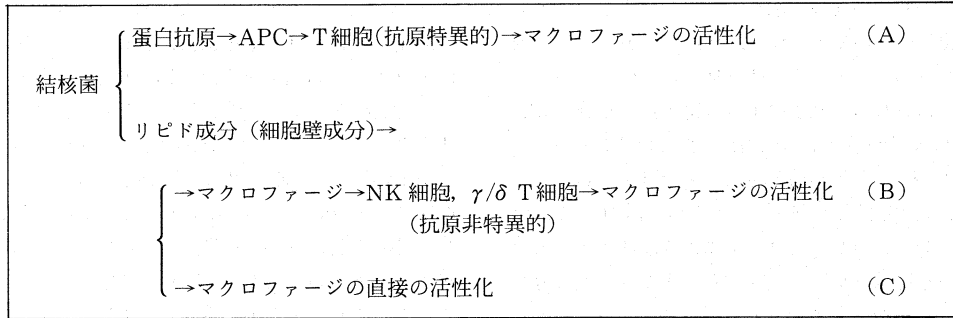 蛋白抗原→APC→T細胞(抗原特異的)→マクロファージの活性化 (A)
結核菌
リピド成分(細胞壁成分)→
→マクロファージ→NK細胞, γ/δ T細胞→マクロファージの活性化 (B)
(抗原非特異的)
→マクロファージの直接の活性化 (C)